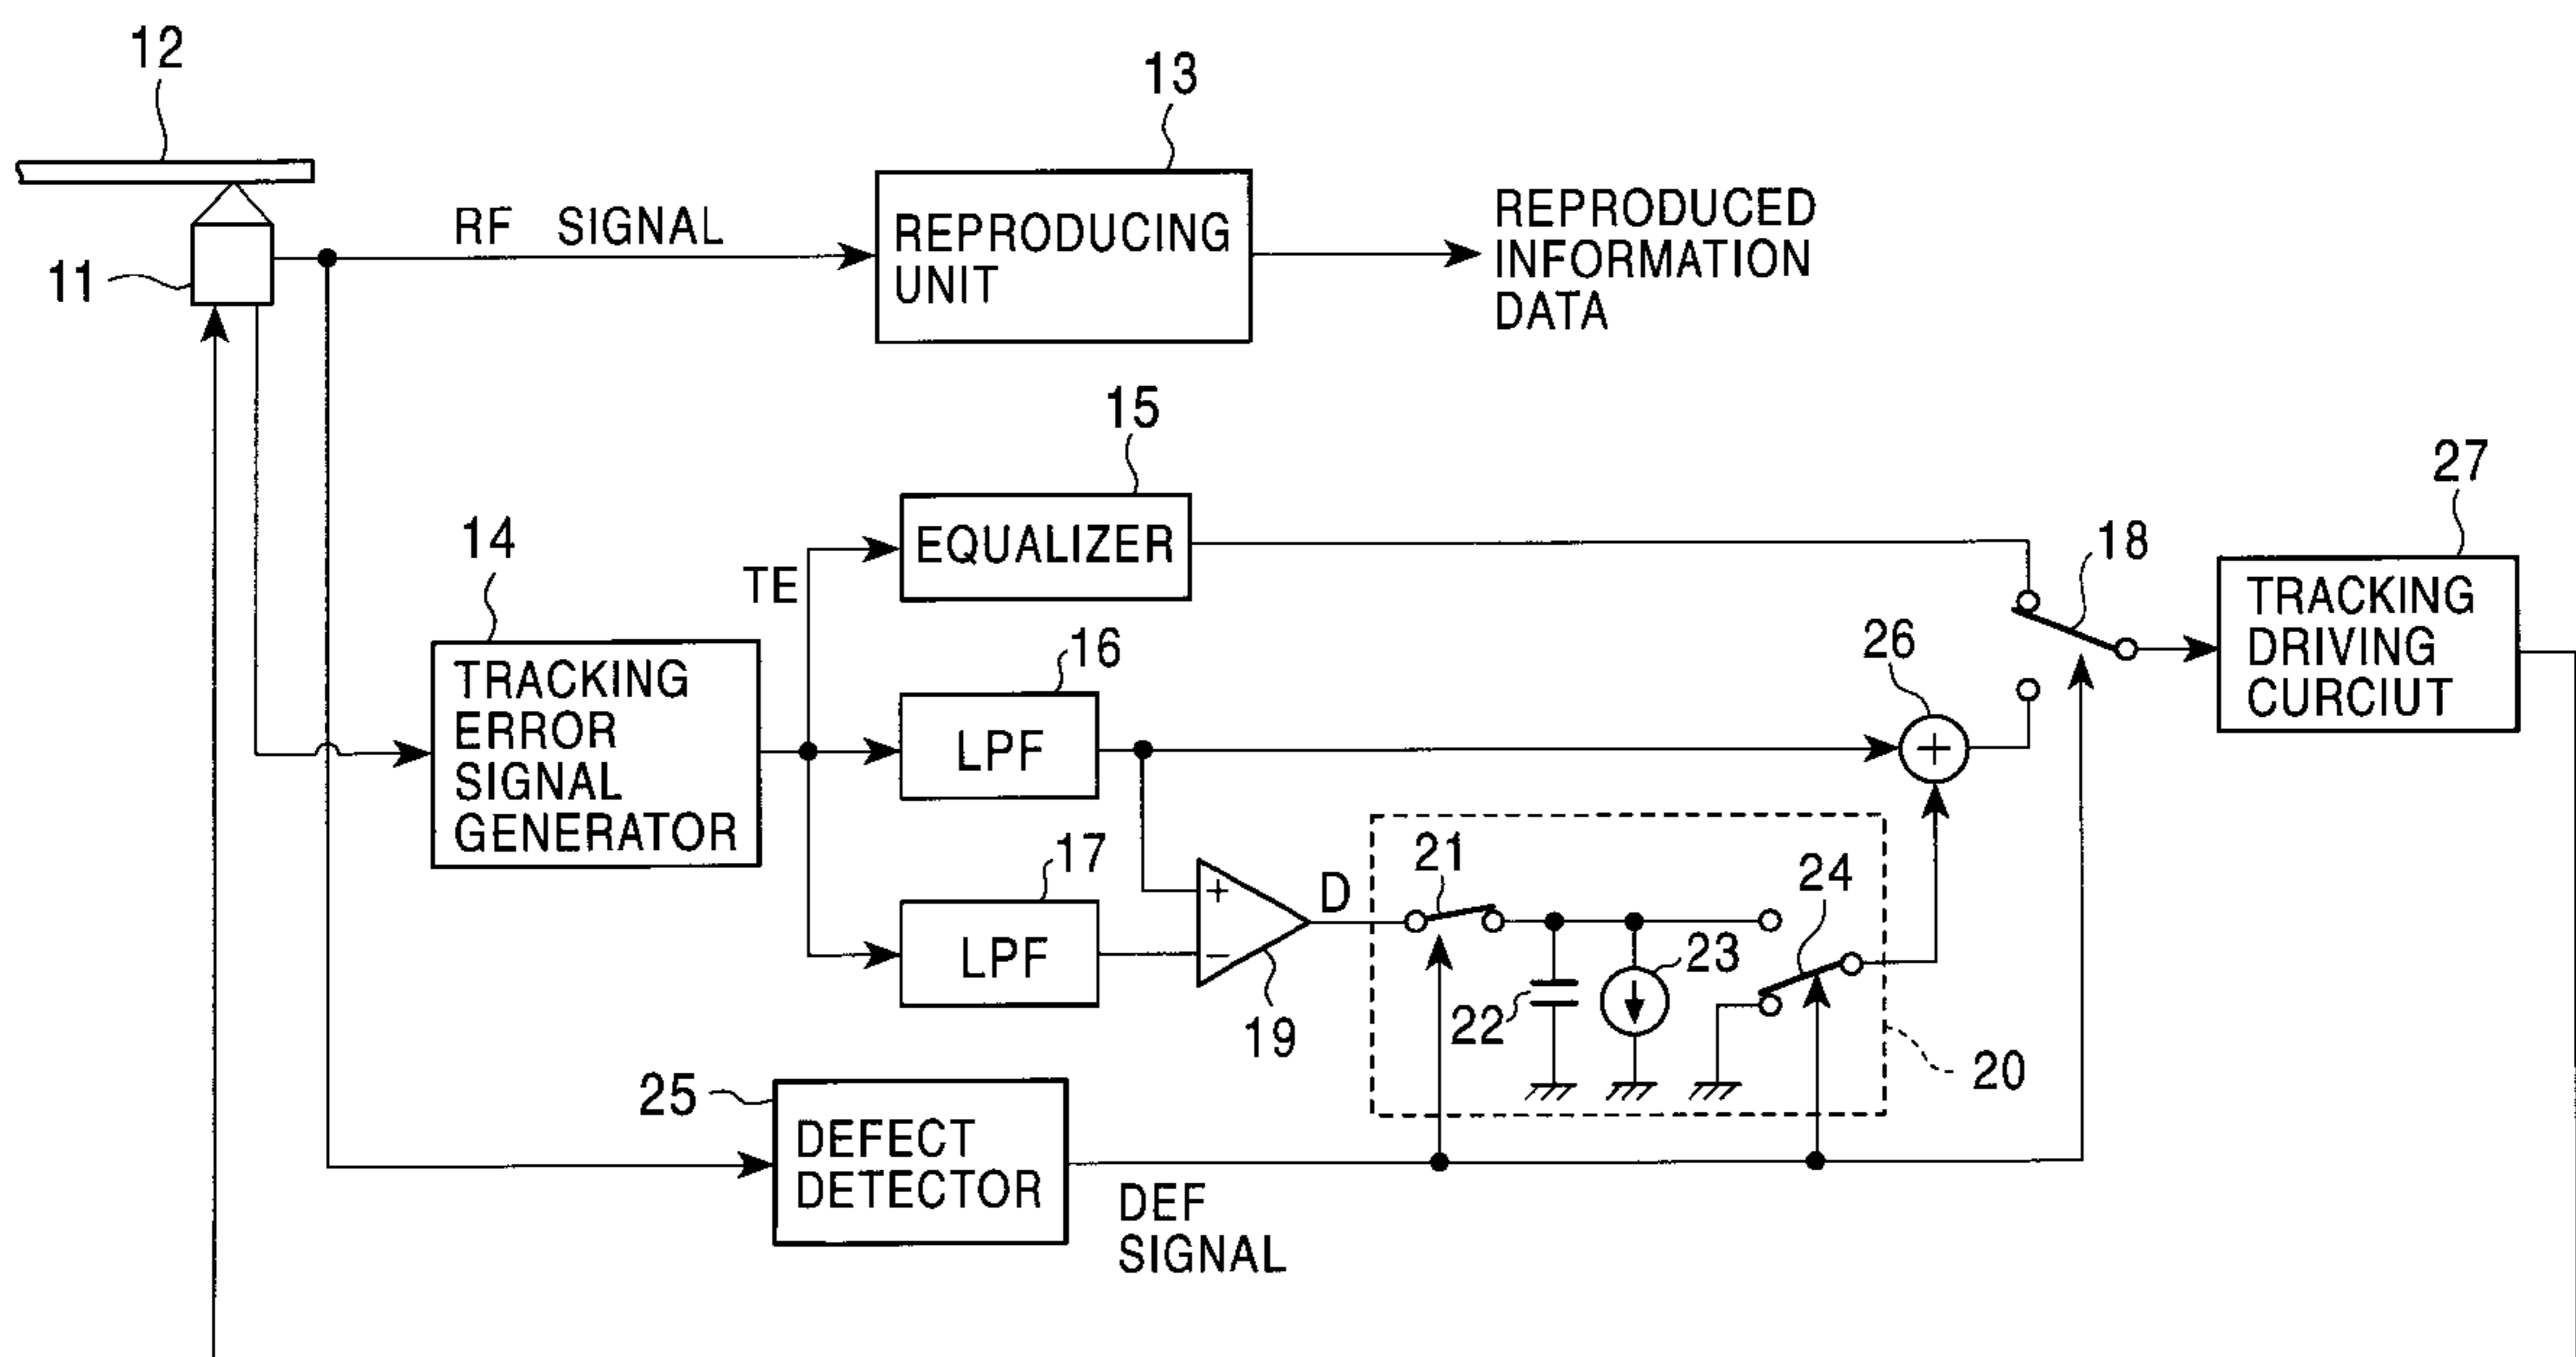 12
13
RF SIGNAL
REPRODUCING
UNIT
REPRODUCED
INFORMATION
DATA
11
15
27
EQUALIZER
14
18
TE
TRACKING
DRIVING
CURCIUT
16
26
TRACKING
ERROR
SIGNAL
GENERATOR
LPF
+
17
21
24
D
+
−
LPF
23
22
19
20
25
DEFECT
DETECTOR
DEF
SIGNAL